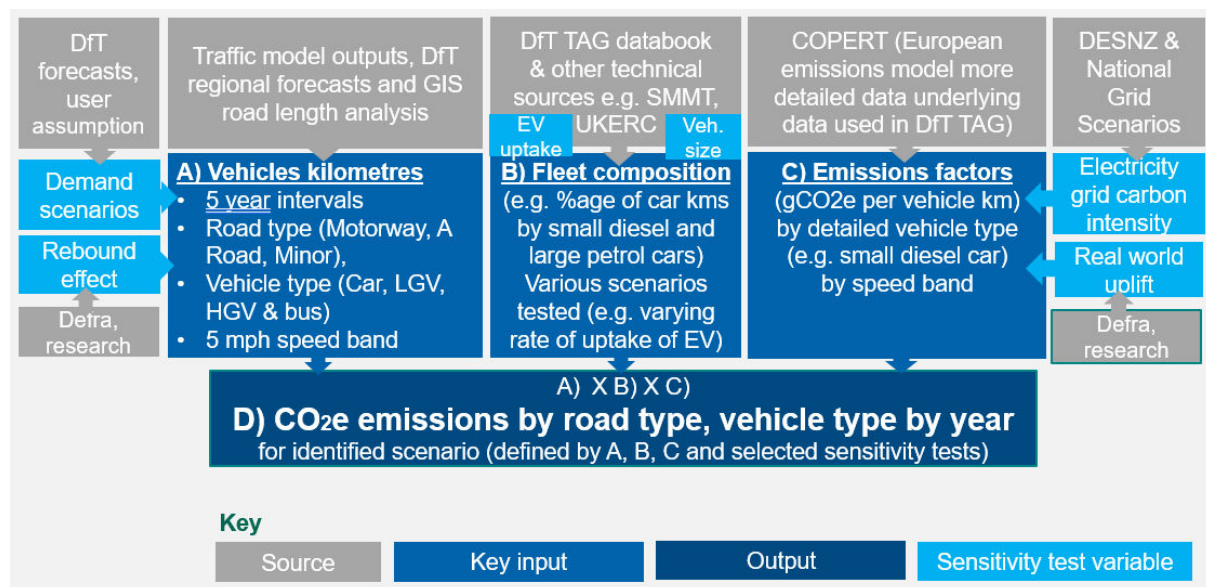 DfT
forecasts,
user
assumption
Traffic model outputs, DfT
regional forecasts and GIS
road length analysis
DfT TAG databook
& other technical
sources e.g. SMMT,
UKERC
EV
uptake
Veh.
size
COPERT (European
emissions model more
detailed data underlying
data used in DfT TAG)
DESNZ &
National
Grid
Scenarios
Demand
scenarios
Rebound
effect
Defra,
research
A) Vehicles kilometres
• 5 year intervals
• Road type (Motorway, A
Road, Minor),
• Vehicle type (Car, LGV,
HGV & bus)
• 5 mph speed band
B) Fleet composition
(e.g. %age of car kms
by small diesel and
large petrol cars)
Various scenarios
tested (e.g. varying
rate of uptake of EV)
C) Emissions factors
(gCO2e per vehicle km)
by detailed vehicle type
(e.g. small diesel car)
by speed band
Electricity
grid carbon
intensity
Real world
uplift
Defra,
research
A) X B) X C)
D) CO2e emissions by road type, vehicle type by year
for identified scenario (defined by A, B, C and selected sensitivity tests)
Key
Source
Key input
Output
Sensitivity test variable